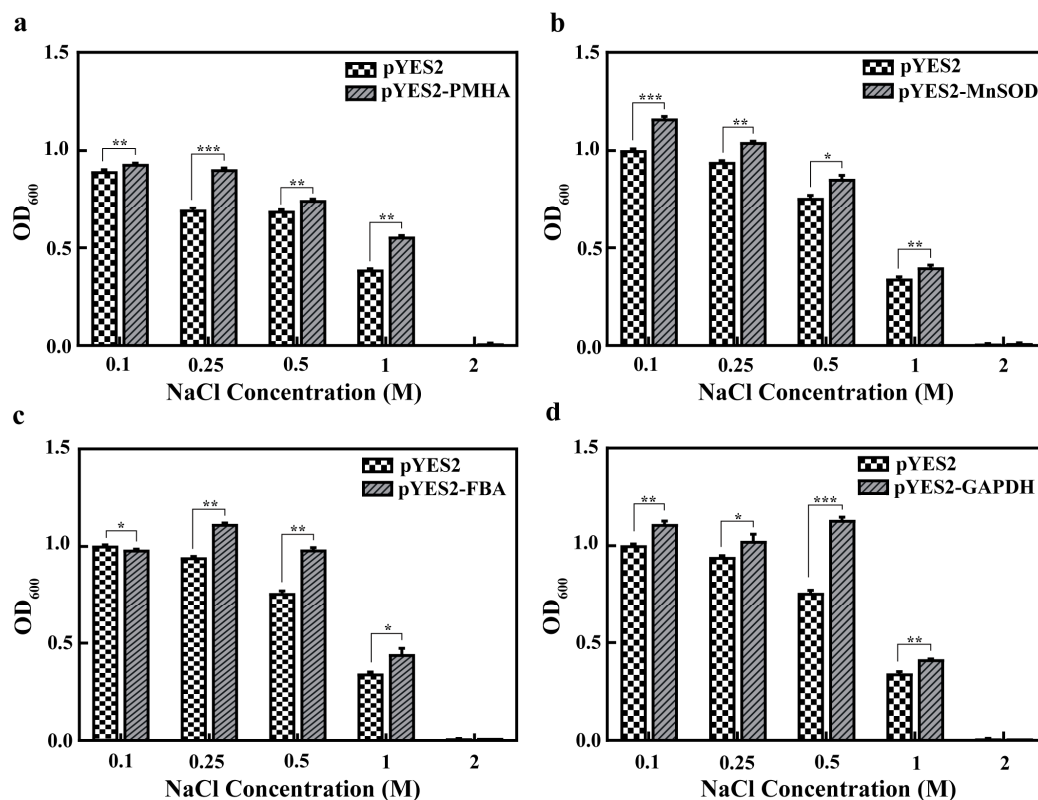 a
1.5
1.0
0.5
0.0
OD600
pYES2
pYES2-PMHA
**
***
**
**
0.1 0.25 0.5 1 2
NaCl Concentration (M)
b
1.5
1.0
0.5
0.0
OD600
pYES2
pYES2-MnSOD
***
**
*
**
0.1 0.25 0.5 1 2
NaCl Concentration (M)
c
1.5
1.0
0.5
0.0
OD600
pYES2
pYES2-FBA
*
**
**
*
0.1 0.25 0.5 1 2
NaCl Concentration (M)
d
1.5
1.0
0.5
0.0
OD600
pYES2
pYES2-GAPDH
**
*
***
**
0.1 0.25 0.5 1 2
NaCl Concentration (M)